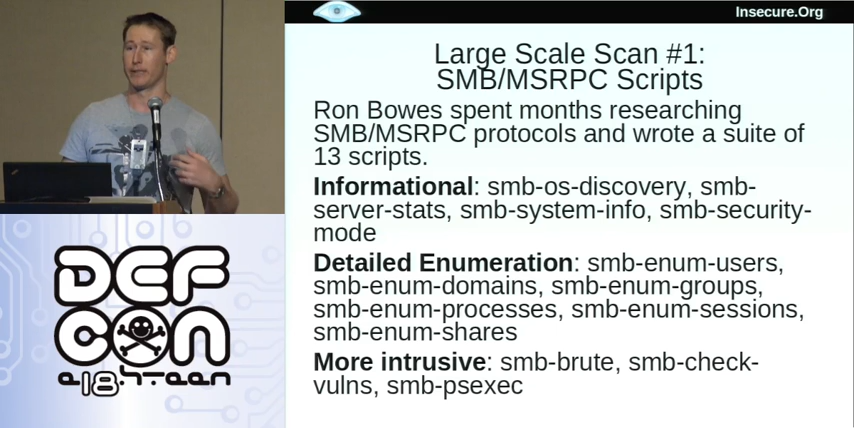 Insecure.Org
Large Scale Scan #1:
SMB/MSRPC Scripts
Ron Bowes spent months researching
SMB/MSRPC protocols and wrote a suite of
13 scripts.
Informational: smb-os-discovery, smb-
server-stats, smb-system-info, smb-security-
mode
Detailed Enumeration: smb-enum-users,
smb-enum-domains, smb-enum-groups,
smb-enum-processes, smb-enum-sessions,
smb-enum-shares
More intrusive: smb-brute, smb-check-
vulns, smb-psexec
DEF
CON
e18h-teen